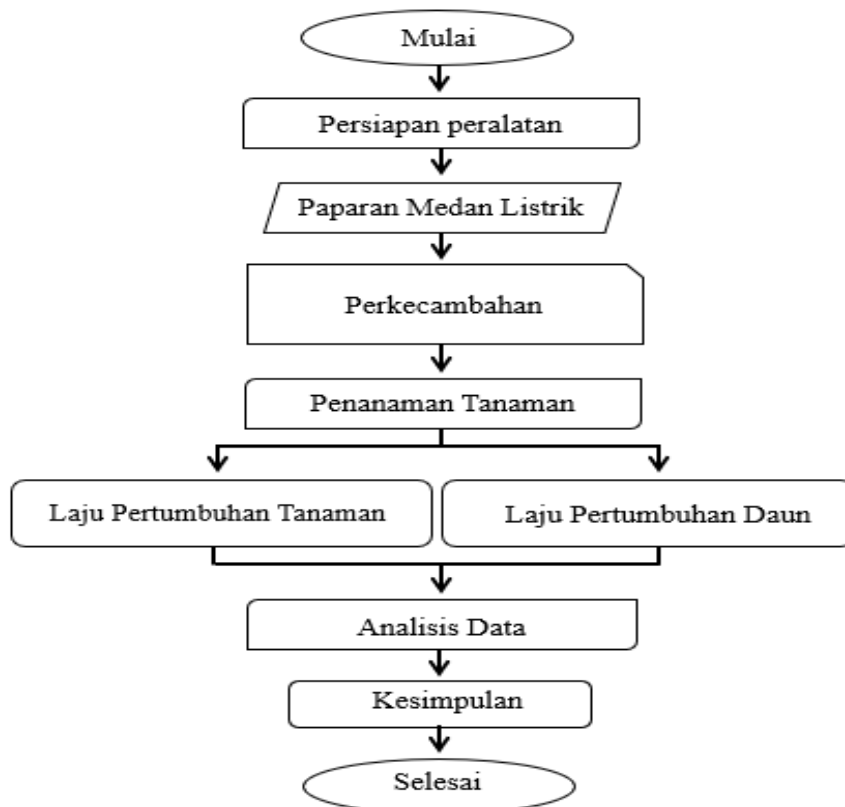 Mulai
Persiapan peralatan
Paparan Medan Listrik
Perkecambahan
Penanaman Tanaman
Laju Pertumbuhan Tanaman
Laju Pertumbuhan Daun
Analisis Data
Kesimpulan
Selesai